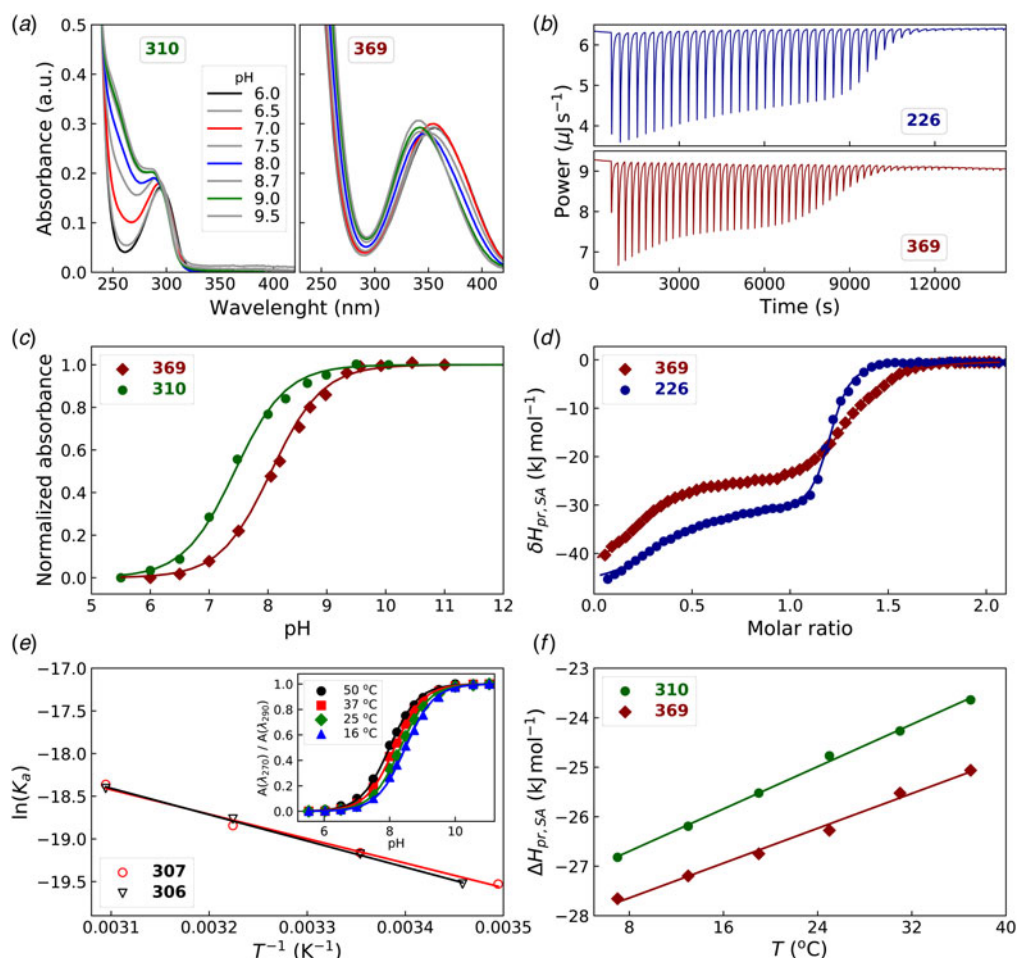 (a)
310
369
pH
6.0
6.5
7.0
7.5
8.0
8.7
9.0
9.5
0.5
0.4
0.3
0.2
0.1
0.0
Absorbance (a.u.)
250 300 350 400
250 300 350 400
Wavelenght (nm)
(b)
6
5
4
226
9
8
7
369
Power (μJ s⁻¹)
0 3000 6000 9000 12000
Time (s)
(c)
369
310
1.0
0.8
0.6
0.4
0.2
0.0
Normalized absorbance
5 6 7 8 9 10 11 12
pH
(d)
369
226
0
−10
−20
−30
−40
δH pr, SA (kJ mol⁻¹)
0.0 0.5 1.0 1.5 2.0
Molar ratio
(e)
−17.0
−17.5
−18.0
−18.5
−19.0
−19.5
ln(Ka)
50 °C
37 °C
25 °C
16 °C
1.0
0.8
0.6
0.4
0.2
0.0
A(λ270) / A(λ290)
6 8 10
pH
307
306
0.0031 0.0032 0.0033 0.0034 0.0035
T⁻¹ (K⁻¹)
(f)
310
369
−23
−24
−25
−26
−27
−28
ΔH pr, SA (kJ mol⁻¹)
8 16 24 32 40
T (°C)